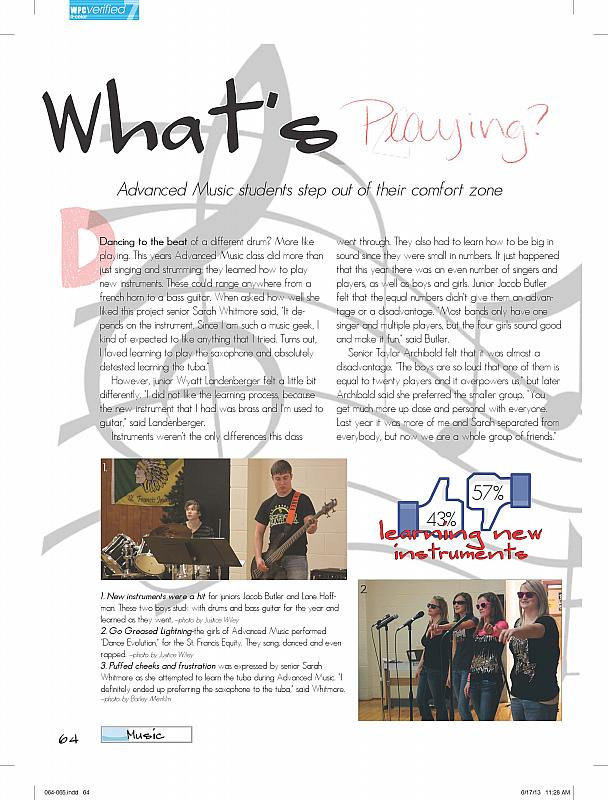 WPC verified 7
4-color
What's Playing?
Advanced Music students step out of their comfort zone
D
Dancing to the beat of a different drum? More like
playing. This years Advanced Music class did more than
just singing and strumming; they learned how to play
new instruments. These could range anywhere from a
french horn to a bass guitar. When asked how well she
liked this project senior Sarah Whitmore said, "It de-
pends on the instrument. Since I am such a music geek, I
kind of expected to like anything that I tried. Turns out,
I loved learning to play the saxophone and absolutely
detested learning the tuba."
However, junior Wyatt Landenberger felt a little bit
differently. "I did not like the learning process, because
the new instrument that I had was brass and I'm used to
guitar," said Landenberger.
Instruments weren't the only differences this class
went through. They also had to learn how to be big in
sound since they were small in numbers. It just happened
that this year there was an even number of singers and
players, as well as boys and girls. Junior Jacob Butler
felt that the equal numbers didn't give them an advan-
tage or a disadvantage. "Most bands only have one
singer and multiple players, but the four girls sound good
and make it fun," said Butler.
Senior Taylor Archibald felt that it was almost a
disadvantage. "The boys are so loud that one of them is
equal to twenty players and it overpowers us," but later
Archibald said she preferred the smaller group. "You
get much more up close and personal with everyone.
Last year it was more of me and Sarah separated from
everybody, but now we are a whole group of friends."
1.
St. Francis
57%
43%
learning new
instruments
1. New instruments were a hit for juniors Jacob Butler and Lane Hoff-
man. These two boys stuck with drums and bass guitar for the year and
learned as they went. -photo by Justice Wiley
2. Go Greased Lightning-the girls of Advanced Music performed
"Dance Evolution," for the St. Francis Equity. They sang, danced and even
rapped. -photo by Justice Wiley
3. Puffed cheeks and frustration was expressed by senior Sarah
Whitmore as she attempted to learn the tuba during Advanced Music. "I
definitely ended up preferring the saxophone to the tuba," said Whitmore.
-photo by Barley Menklin
2
64
Music
064-065.indd 64
6/17/13 11:28 AM